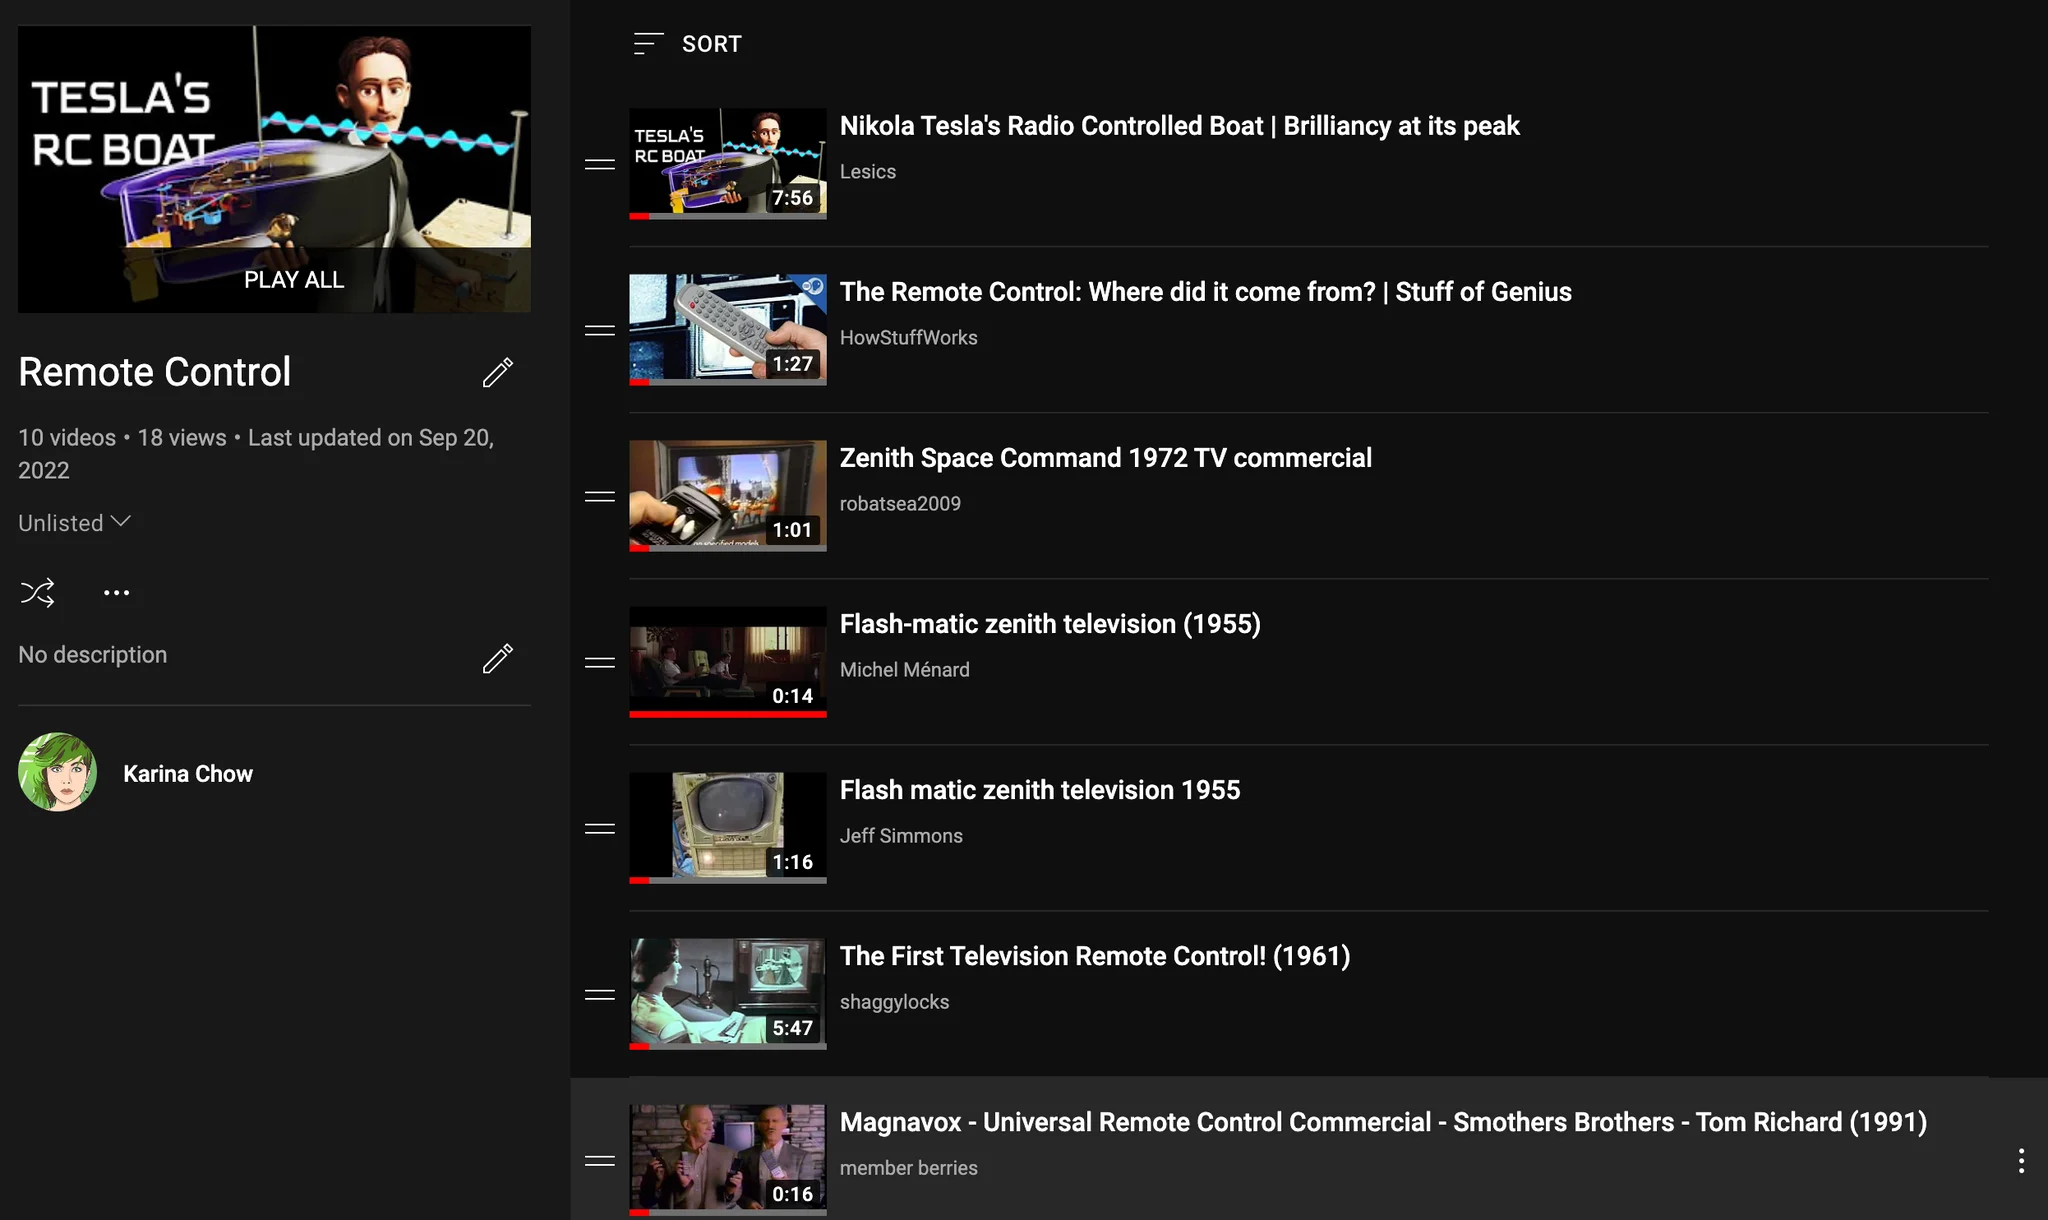 TESLA'S
RC BOAT
PLAY ALL
Remote Control
10 videos • 18 views • Last updated on Sep 20,
2022
Unlisted
No description
Karina Chow
SORT
TESLA'S
RC BOAT
7:56
Nikola Tesla's Radio Controlled Boat | Brilliancy at its peak
Lesics
1:27
The Remote Control: Where did it come from? | Stuff of Genius
HowStuffWorks
on specified models
1:01
Zenith Space Command 1972 TV commercial
robatsea2009
0:14
Flash-matic zenith television (1955)
Michel Ménard
1:16
Flash matic zenith television 1955
Jeff Simmons
5:47
The First Television Remote Control! (1961)
shaggylocks
0:16
Magnavox - Universal Remote Control Commercial - Smothers Brothers - Tom Richard (1991)
member berries